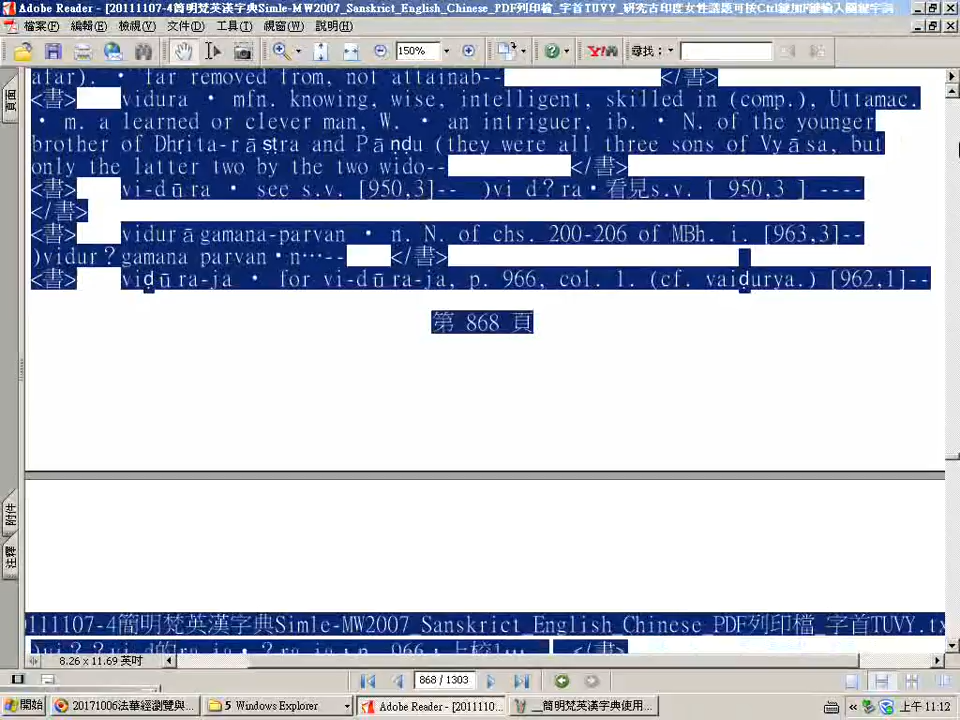 Adobe Reader - [20111107-4簡明梵英漢字典Simle-MW2007_Sanskrict_English_Chinese_PDF列印檔_字首TUVY_研究古印度女性議題可按Ctrl鍵加F鍵輸入關鍵字詞
檔案(F) 編輯(E) 檢視(V) 文件(D) 工具(T) 視窗(W) 說明(H)
150% 尋找：
頁面
afar). ‧ far removed from, not attainab-- </書>
<書> vidura ‧ mfn. knowing, wise, intelligent, skilled in (comp.), Uttamac.
‧ m. a learned or clever man, W. ‧ an intriguer, ib. ‧ N. of the younger
brother of Dhṛita-rāṣṭra and Pāṇḍu (they were all three sons of Vyāsa, but
only the latter two by the two wido-- </書>
<書> vi-dūra ‧ see s.v. [950,3]-- )vi d？ra‧看見s.v. [ 950,3 ] ----
</書>
<書> vidurāgamana-parvan ‧ n. N. of chs. 200-206 of MBh. i. [963,3]--
)vidur？gamana parvan‧n…-- </書>
<書> viḍūra-ja ‧ for vi-dūra-ja, p. 966, col. 1. (cf. vaiḍurya.) [962,1]--
第 868 頁
附件
注釋
111107-4簡明梵英漢字典Simle-MW2007_Sanskrict_English_Chinese_PDF列印檔_字首TUVY.tx
8.26 x 11.69 英吋
868 / 1303
開始 20171006法華經瀏覽與... 5 Windows Explorer Adobe Reader - [2011110... __簡明梵英漢字典使用... 上午 11:12